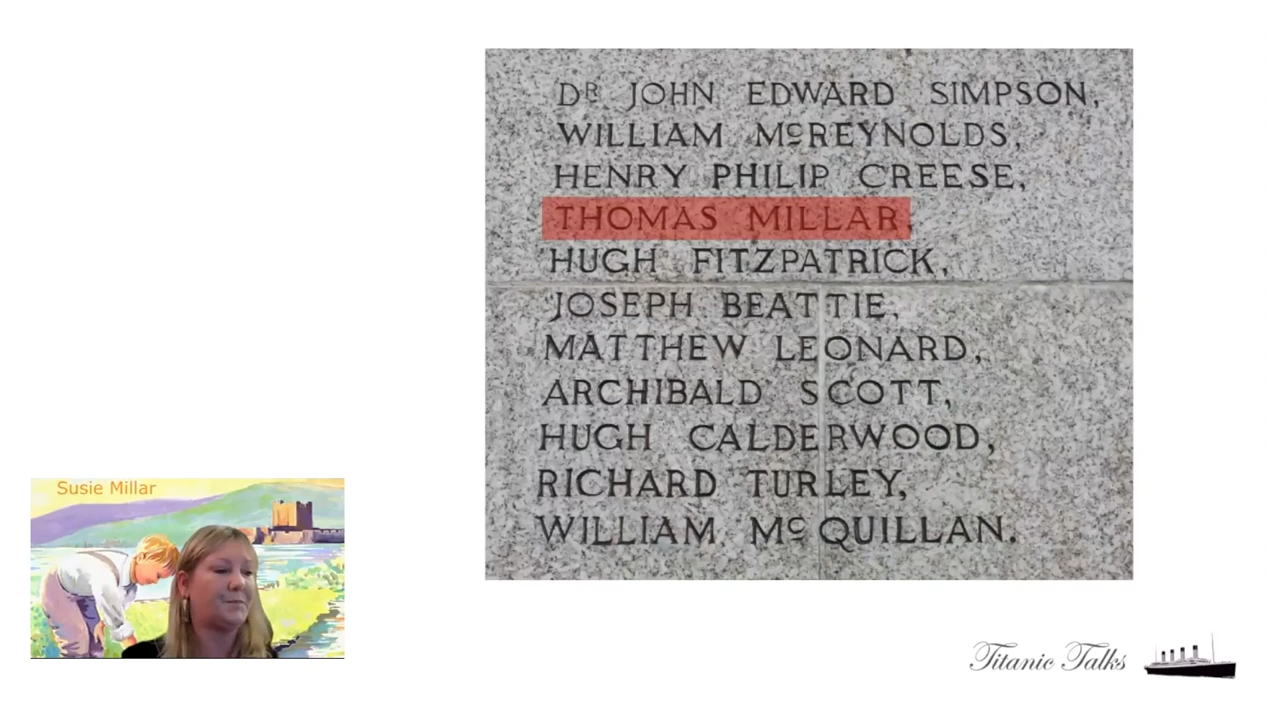 Dr JOHN EDWARD SIMPSON,
WILLIAM McREYNOLDS,
HENRY PHILIP CREESE,
THOMAS MILLAR,
HUGH FITZPATRICK,
JOSEPH BEATTIE,
MATTHEW LEONARD,
ARCHIBALD SCOTT,
HUGH CALDERWOOD,
RICHARD TURLEY,
WILLIAM McQUILLAN.
Susie Millar
Titanic Talks